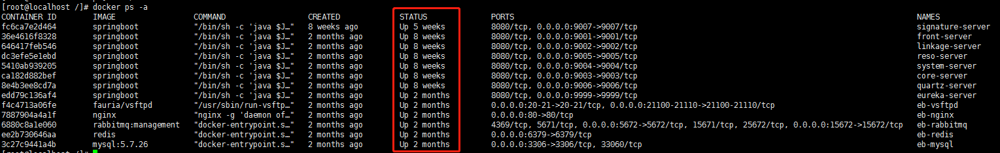 [root@localhost /]# docker ps -a
CONTAINER ID IMAGE COMMAND CREATED STATUS PORTS NAMES
fc6ca7e2d464 springboot "/bin/sh -c 'java $J…" 8 weeks ago Up 5 weeks 8080/tcp, 0.0.0.0:9007->9007/tcp signature-server
36e4616f8328 springboot "/bin/sh -c 'java $J…" 2 months ago Up 8 weeks 8080/tcp, 0.0.0.0:9001->9001/tcp front-server
646417feb546 springboot "/bin/sh -c 'java $J…" 2 months ago Up 8 weeks 8080/tcp, 0.0.0.0:9002->9002/tcp linkage-server
dc3efe5e1ebd springboot "/bin/sh -c 'java $J…" 2 months ago Up 8 weeks 8080/tcp, 0.0.0.0:9005->9005/tcp reso-server
5410ab939205 springboot "/bin/sh -c 'java $J…" 2 months ago Up 8 weeks 8080/tcp, 0.0.0.0:9004->9004/tcp system-server
ca182d882bef springboot "/bin/sh -c 'java $J…" 2 months ago Up 8 weeks 8080/tcp, 0.0.0.0:9003->9003/tcp core-server
8e4b3ee8cd7a springboot "/bin/sh -c 'java $J…" 2 months ago Up 8 weeks 8080/tcp, 0.0.0.0:9006->9006/tcp quartz-server
edd79c136af4 springboot "/bin/sh -c 'java $J…" 2 months ago Up 2 months 8080/tcp, 0.0.0.0:9999->9999/tcp eureka-server
f4c4713a06fe fauria/vsftpd "/usr/sbin/run-vsftp…" 2 months ago Up 2 months 0.0.0.0:20-21->20-21/tcp, 0.0.0.0:21100-21110->21100-21110/tcp eb-vsftpd
7887904a4a1f nginx "nginx -g 'daemon of…" 2 months ago Up 2 months 0.0.0.0:80->80/tcp eb-nginx
6880c8a1e060 rabbitmq:management "docker-entrypoint.s…" 2 months ago Up 2 months 4369/tcp, 5671/tcp, 0.0.0.0:5672->5672/tcp, 15671/tcp, 25672/tcp, 0.0.0.0:15672->15672/tcp eb-rabbitmq
ee2b730646aa redis "docker-entrypoint.s…" 2 months ago Up 2 months 0.0.0.0:6379->6379/tcp eb-redis
3c27c9441a4b mysql:5.7.26 "docker-entrypoint.s…" 2 months ago Up 2 months 0.0.0.0:3306->3306/tcp, 33060/tcp eb-mysql
[root@localhost /]#